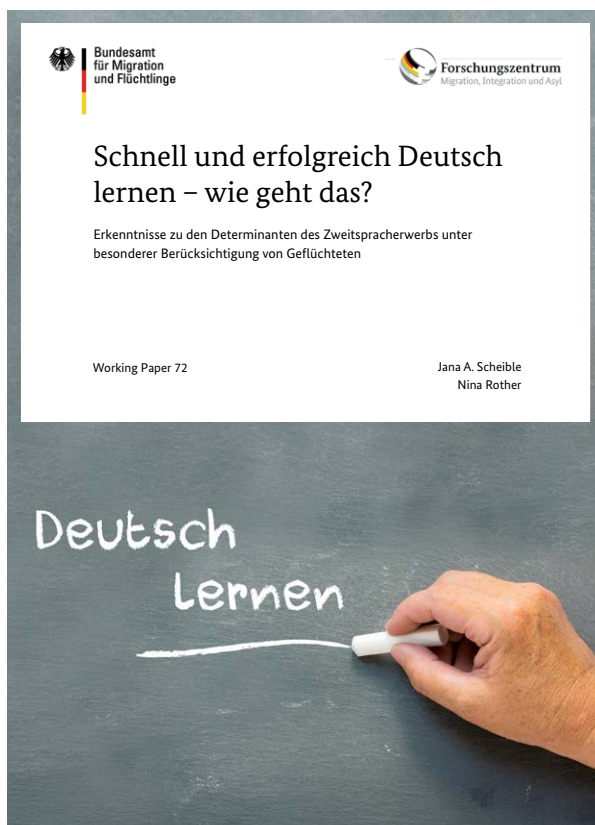 Bundesamt
für Migration
und Flüchtlinge
Forschungszentrum
Migration, Integration und Asyl
Schnell und erfolgreich Deutsch
lernen – wie geht das?
Erkenntnisse zu den Determinanten des Zweitspracherwerbs unter
besonderer Berücksichtigung von Geflüchteten
Working Paper 72
Jana A. Scheible
Nina Rother
Deutsch
Lernen